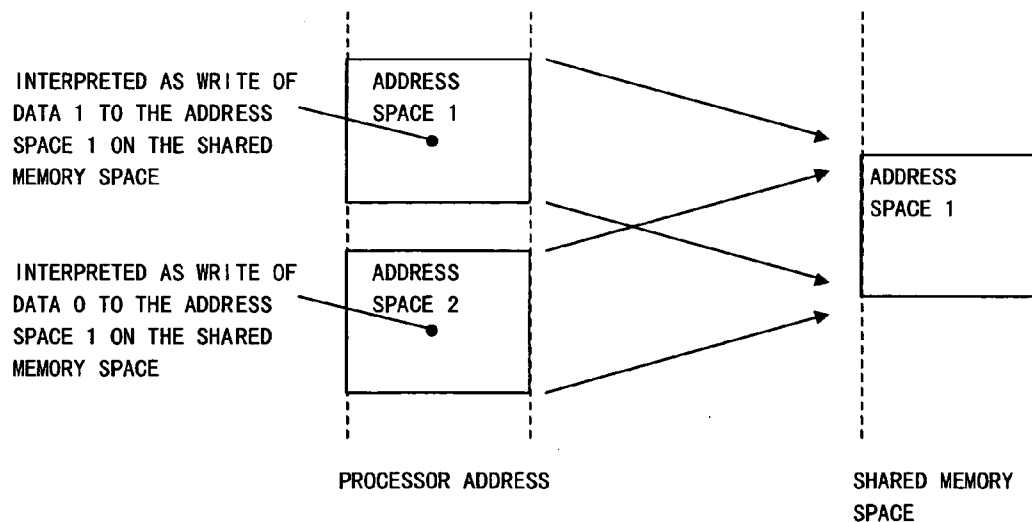 INTERPRETED AS WRITE OF
DATA 1 TO THE ADDRESS
SPACE 1 ON THE SHARED
MEMORY SPACE
ADDRESS
SPACE 1
ADDRESS
SPACE 1
INTERPRETED AS WRITE OF
DATA 0 TO THE ADDRESS
SPACE 1 ON THE SHARED
MEMORY SPACE
ADDRESS
SPACE 2
PROCESSOR ADDRESS
SHARED MEMORY
SPACE